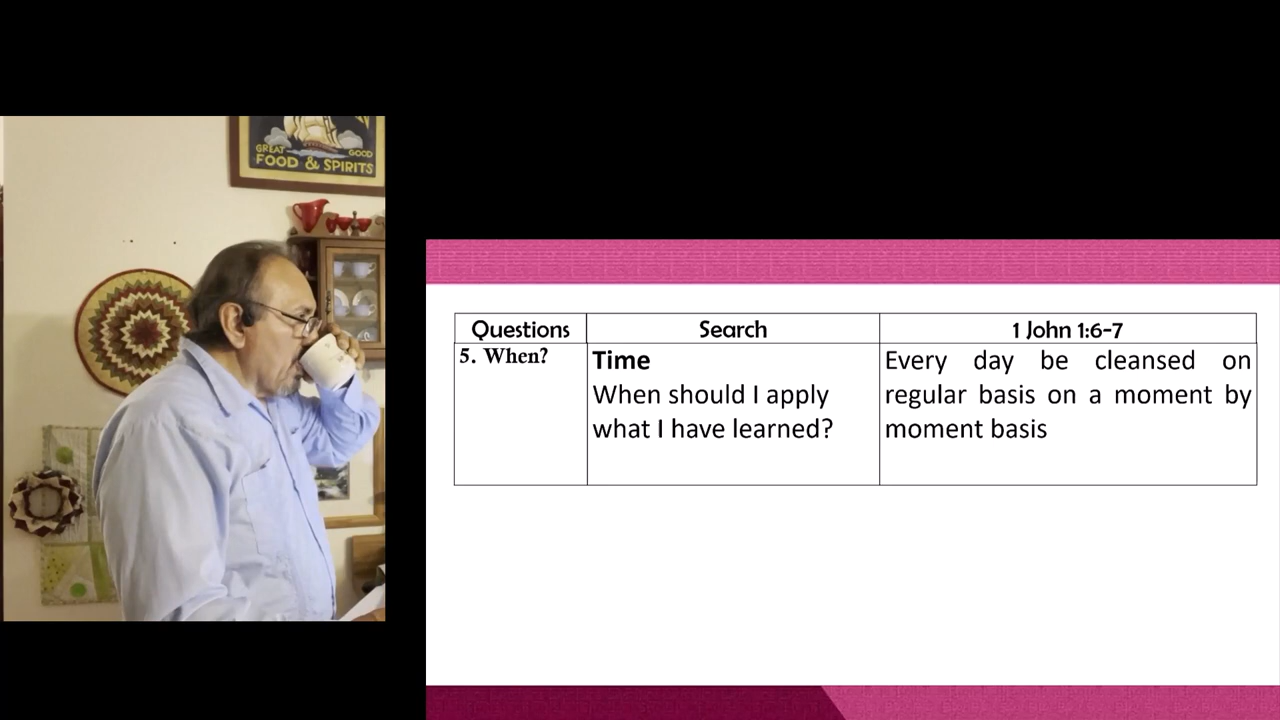 GREAT GOOD
FOOD & SPIRITS
Questions Search 1 John 1:6-7
5. When? Time Every day be cleansed on
When should I apply regular basis on a moment by
what I have learned? moment basis